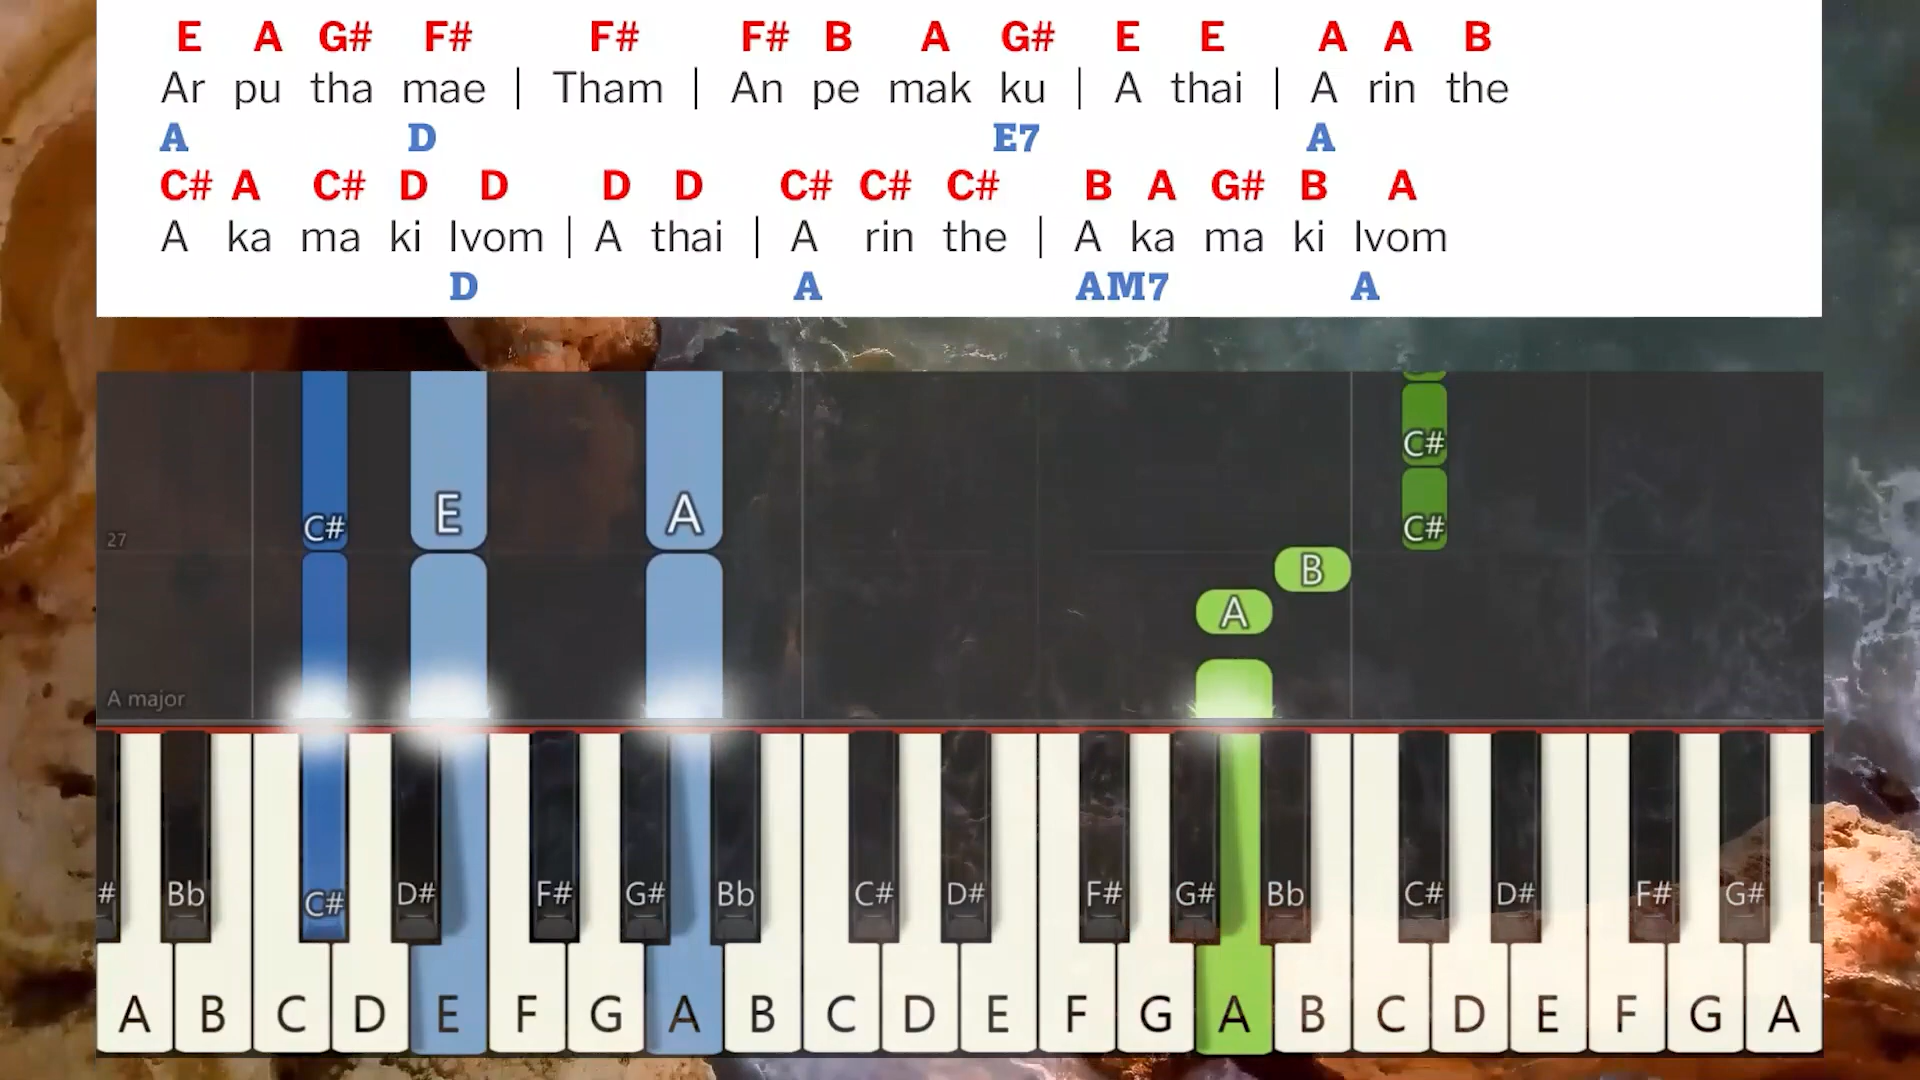 E A G# F# F# F# B A G# E E A A B
Ar pu tha mae | Tham | An pe mak ku | A thai | A rin the
A D E7 A
C# A C# D D D D C# C# C# B A G# B A
A ka ma ki lvom | A thai | A rin the | A ka ma ki lvom
D A AM7 A
C#
C# E A C#
B
27
A
A major
# Bb C# D# F# G# Bb C# D# F# G# Bb C# D# F# G#
A B C D E F G A B C D E F G A B C D E F G A